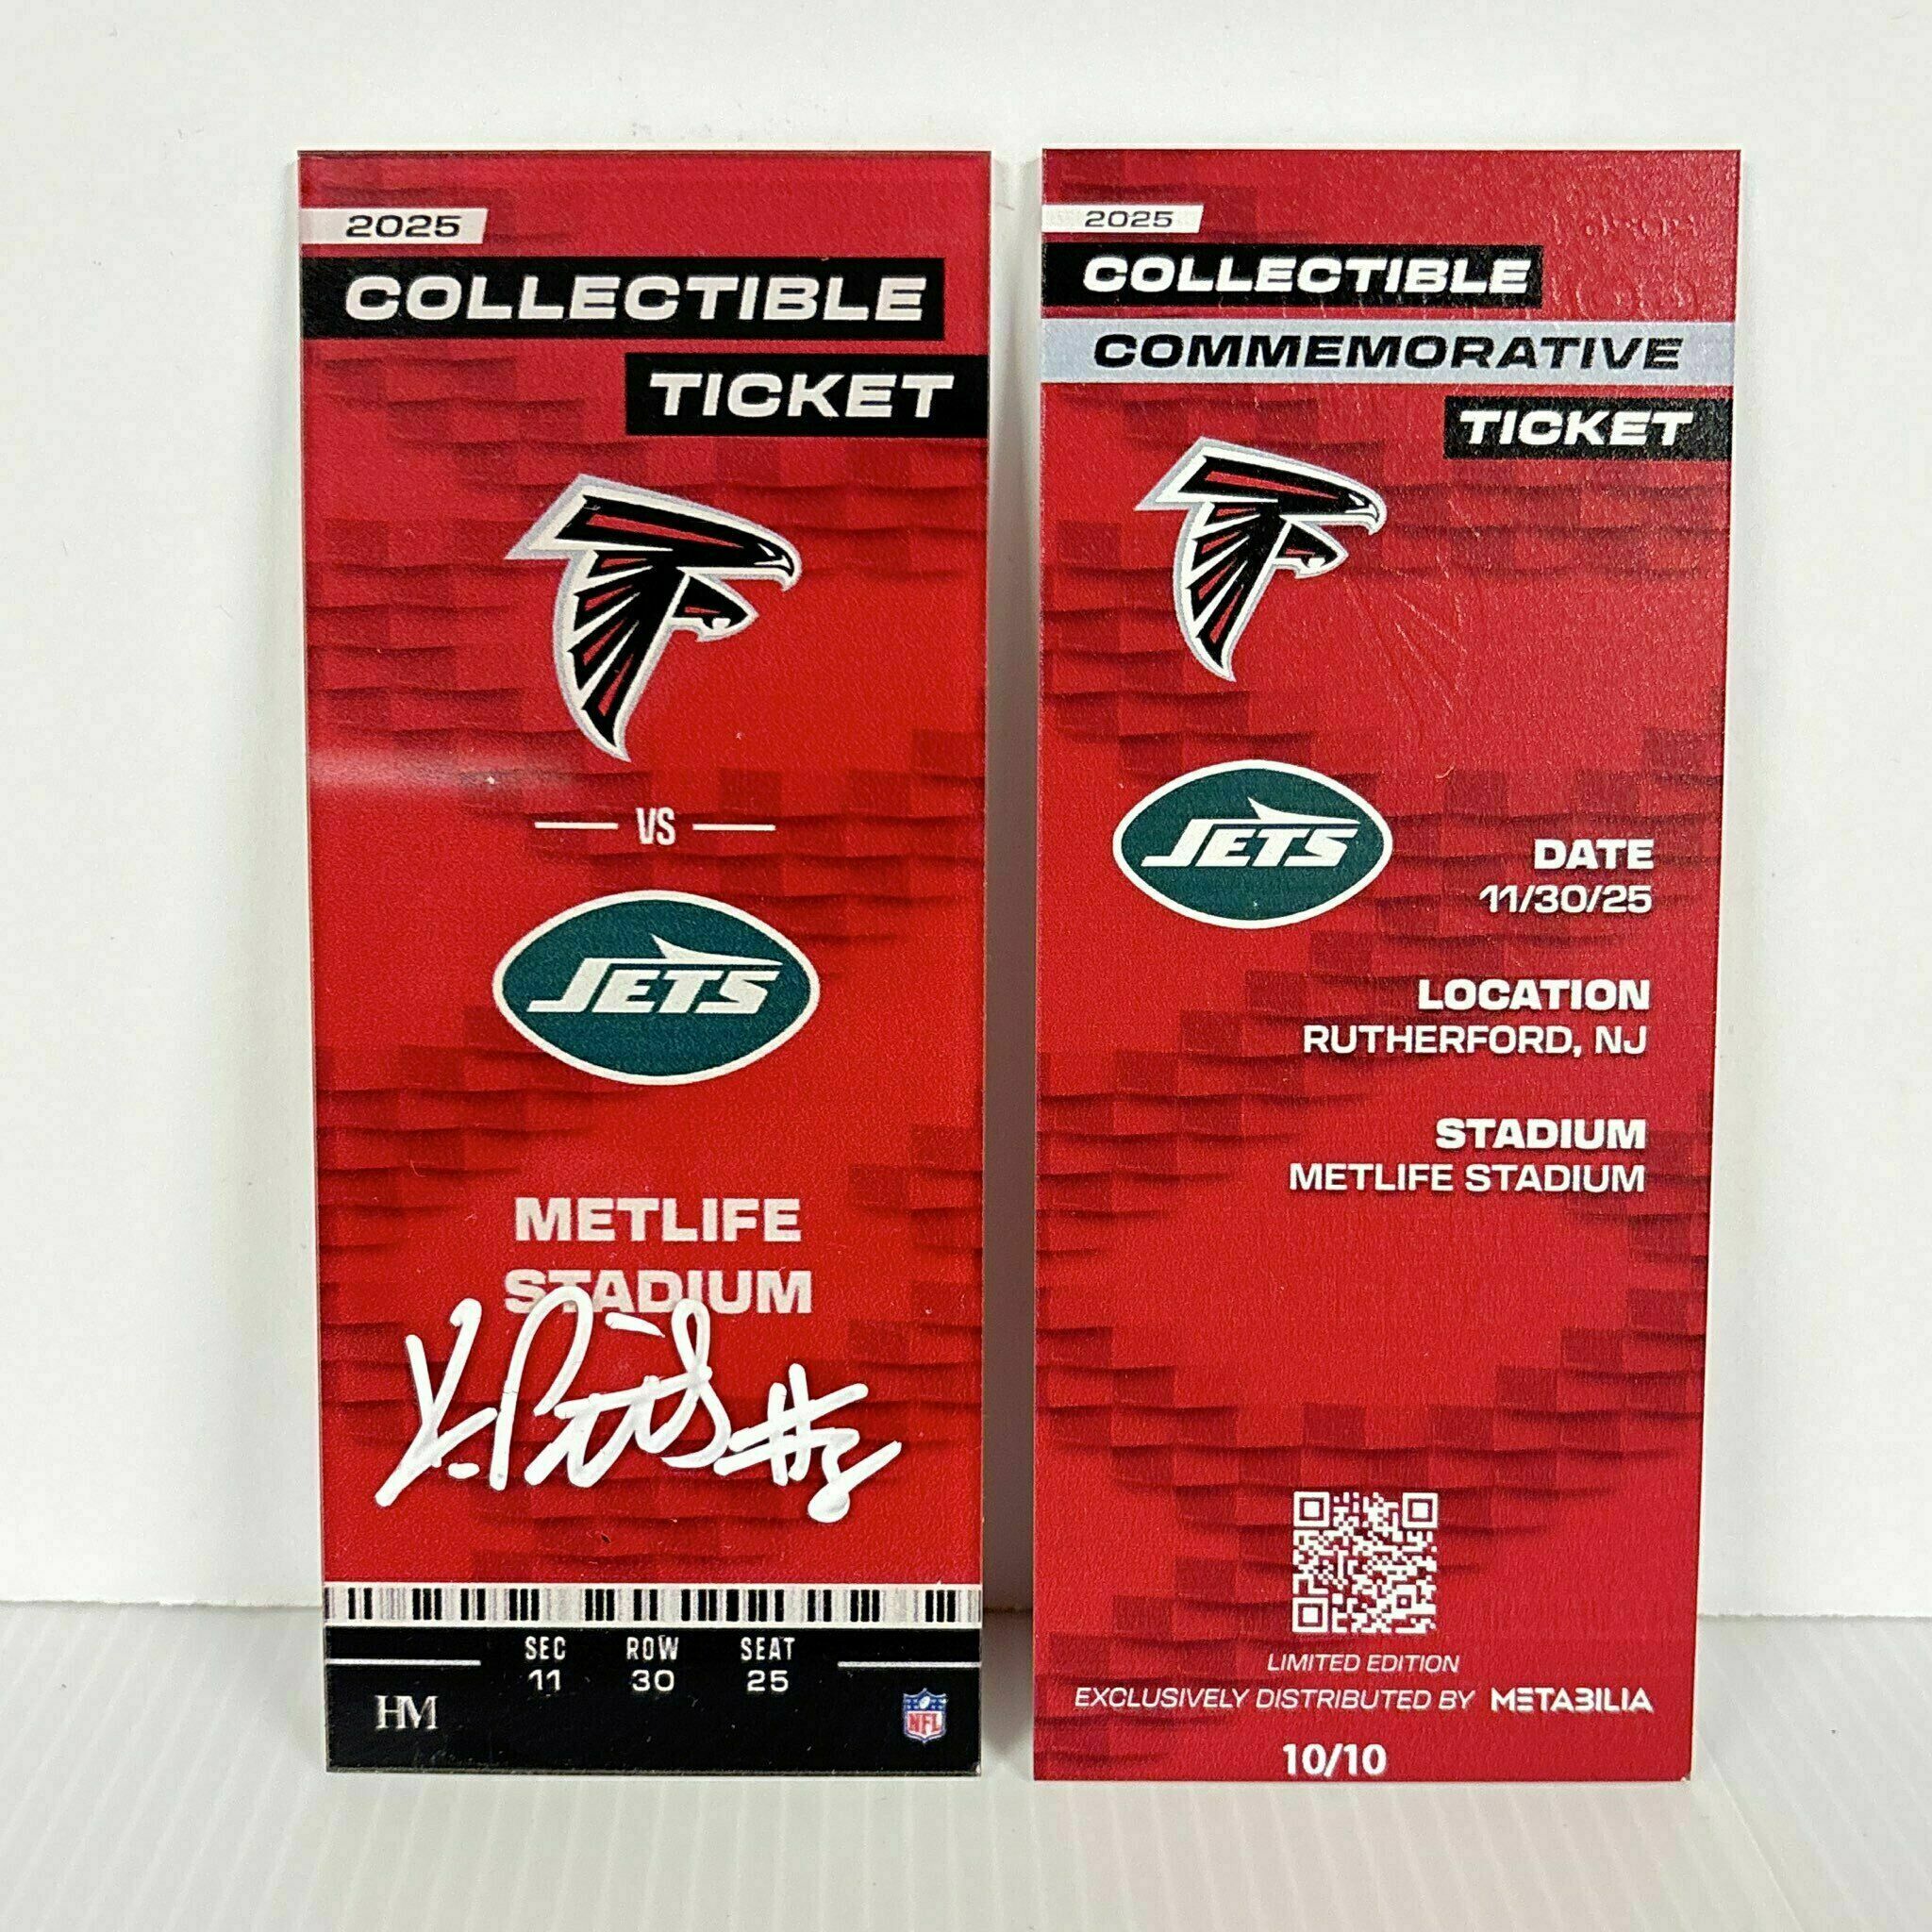 2025
COLLECTIBLE
TICKET
VS
JETS
METLIFE
STADIUM
K. Pitts #8
SEC ROW SEAT
11 30 25
HM
NFL
2025
COLLECTIBLE
COMMEMORATIVE
TICKET
JETS
DATE
11/30/25
LOCATION
RUTHERFORD, NJ
STADIUM
METLIFE STADIUM
LIMITED EDITION
EXCLUSIVELY DISTRIBUTED BY METABILIA
10/10